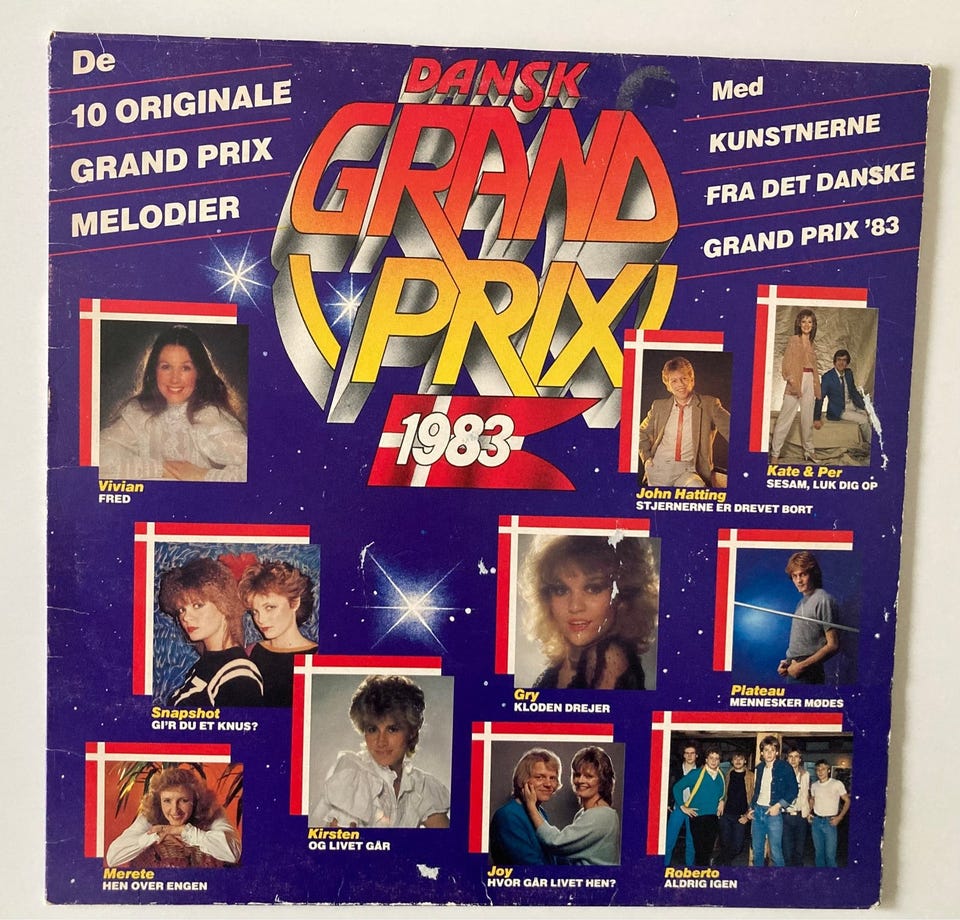 De
10 ORIGINALE
GRAND PRIX
MELODIER
DANSK
GRAND
PRIX
1983
Med
KUNSTNERNE
FRA DET DANSKE
GRAND PRIX '83
Vivian
FRED
John Hatting
STJERNERNE ER DREVET BORT
Kate & Per
SESAM, LUK DIG OP
Snapshot
GI'R DU ET KNUS?
Gry
KLODEN DREJER
Plateau
MENNESKER MØDES
Kirsten
OG LIVET GÅR
Merete
HEN OVER ENGEN
Joy
HVOR GÅR LIVET HEN?
Roberto
ALDRIG IGEN